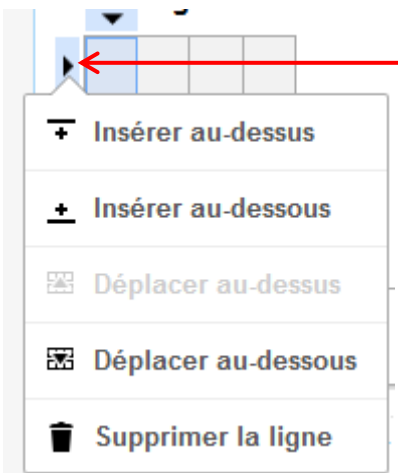 Insérer au-dessus
Insérer au-dessous
Déplacer au-dessus
Déplacer au-dessous
Supprimer la ligne